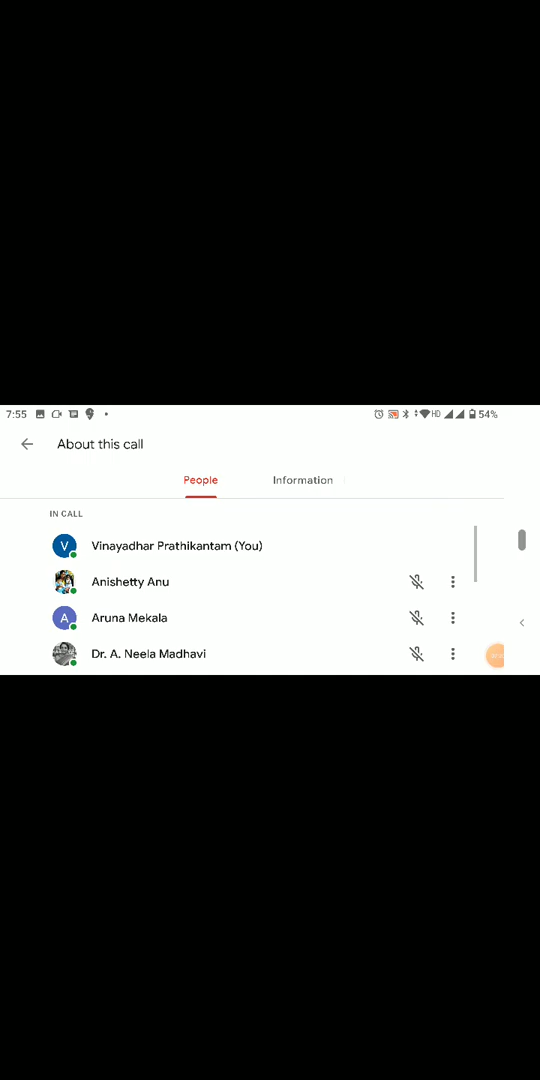 7:55 HD 54%
About this call
People Information
IN CALL
V Vinayadhar Prathikantam (You)
Anishetty Anu
A Aruna Mekala
Dr. A. Neela Madhavi